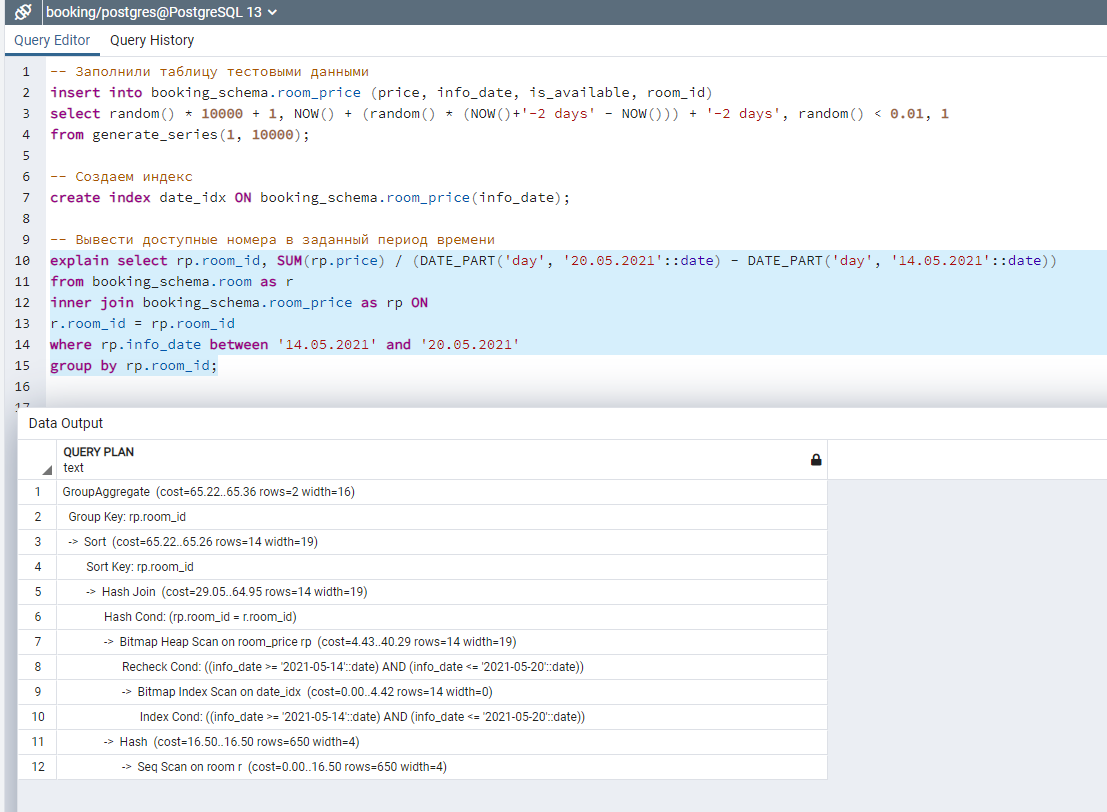 booking/postgres@PostgreSQL 13
Query Editor Query History
1 -- Заполнили таблицу тестовыми данными
2 insert into booking_schema.room_price (price, info_date, is_available, room_id)
3 select random() * 10000 + 1, NOW() + (random() * (NOW()+'-2 days' - NOW())) + '-2 days', random() < 0.01, 1
4 from generate_series(1, 10000);
5
6 -- Создаем индекс
7 create index date_idx ON booking_schema.room_price(info_date);
8
9 -- Вывести доступные номера в заданный период времени
10 explain select rp.room_id, SUM(rp.price) / (DATE_PART('day', '20.05.2021'::date) - DATE_PART('day', '14.05.2021'::date))
11 from booking_schema.room as r
12 inner join booking_schema.room_price as rp ON
13 r.room_id = rp.room_id
14 where rp.info_date between '14.05.2021' and '20.05.2021'
15 group by rp.room_id;
16
17
Data Output
QUERY PLAN
text
1 GroupAggregate (cost=65.22..65.36 rows=2 width=16)
2 Group Key: rp.room_id
3 -> Sort (cost=65.22..65.26 rows=14 width=19)
4 Sort Key: rp.room_id
5 -> Hash Join (cost=29.05..64.95 rows=14 width=19)
6 Hash Cond: (rp.room_id = r.room_id)
7 -> Bitmap Heap Scan on room_price rp (cost=4.43..40.29 rows=14 width=19)
8 Recheck Cond: ((info_date >= '2021-05-14'::date) AND (info_date <= '2021-05-20'::date))
9 -> Bitmap Index Scan on date_idx (cost=0.00..4.42 rows=14 width=0)
10 Index Cond: ((info_date >= '2021-05-14'::date) AND (info_date <= '2021-05-20'::date))
11 -> Hash (cost=16.50..16.50 rows=650 width=4)
12 -> Seq Scan on room r (cost=0.00..16.50 rows=650 width=4)